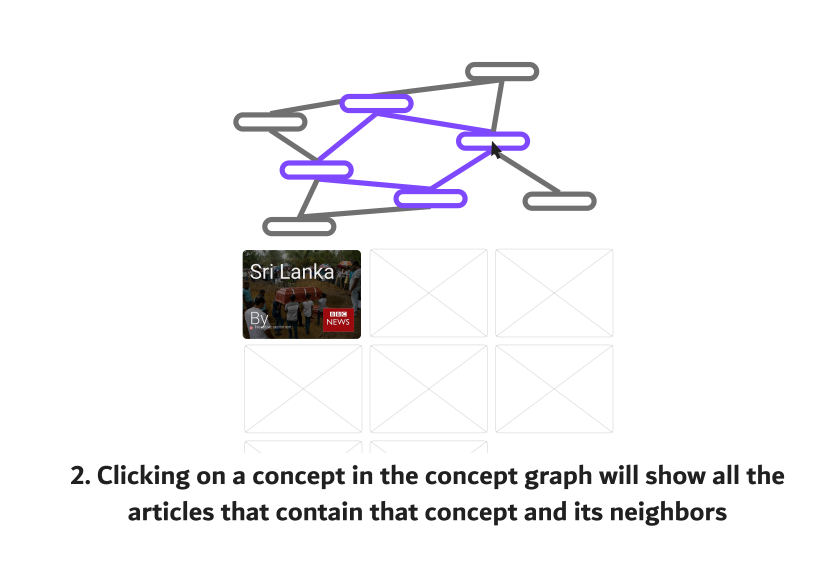 Sri Lanka
By
BBC
NEWS
2. Clicking on a concept in the concept graph will show all the
articles that contain that concept and its neighbors